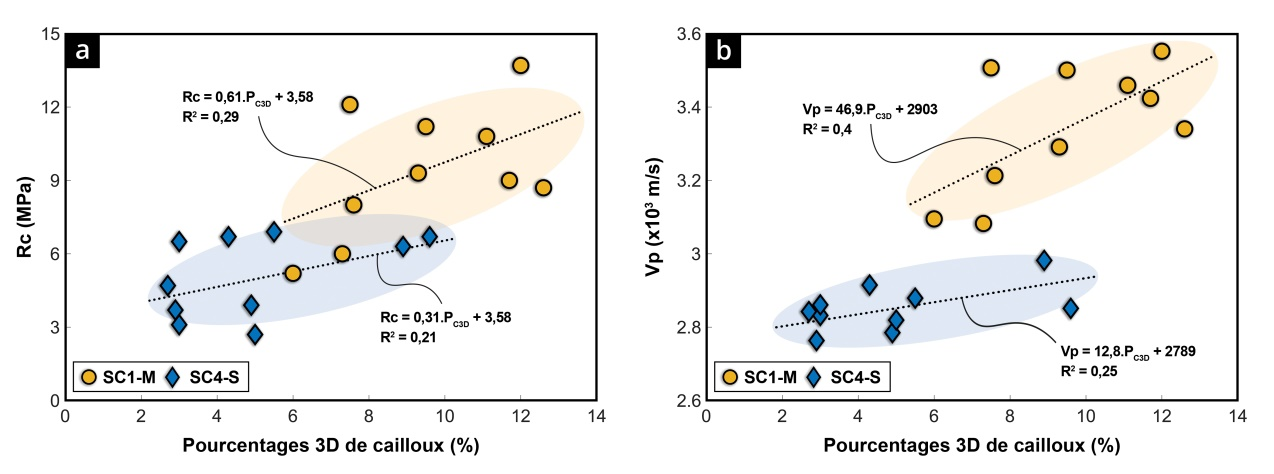 a
15
12
9
6
3
0
Rc (MPa)
Rc = 0,61.P_C3D + 3,58
R² = 0,29
Rc = 0,31.P_C3D + 3,58
R² = 0,21
SC1-M SC4-S
0 2 4 6 8 10 12 14
Pourcentages 3D de cailloux (%)
b
3.6
3.4
3.2
3
2.8
2.6
Vp (x10³ m/s)
Vp = 46,9.P_C3D + 2903
R² = 0,4
Vp = 12,8.P_C3D + 2789
R² = 0,25
SC1-M SC4-S
0 2 4 6 8 10 12 14
Pourcentages 3D de cailloux (%)